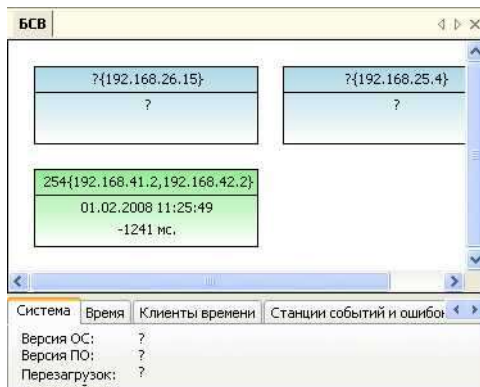 БСВ
?{192.168.26.15}
?
?{192.168.25.4}
?
254{192.168.41.2,192.168.42.2}
01.02.2008 11:25:49
-1241 мс.
Система Время Клиенты времени Станции событий и ошибок
Версия ОС: ?
Версия ПО: ?
Перезагрузок: ?